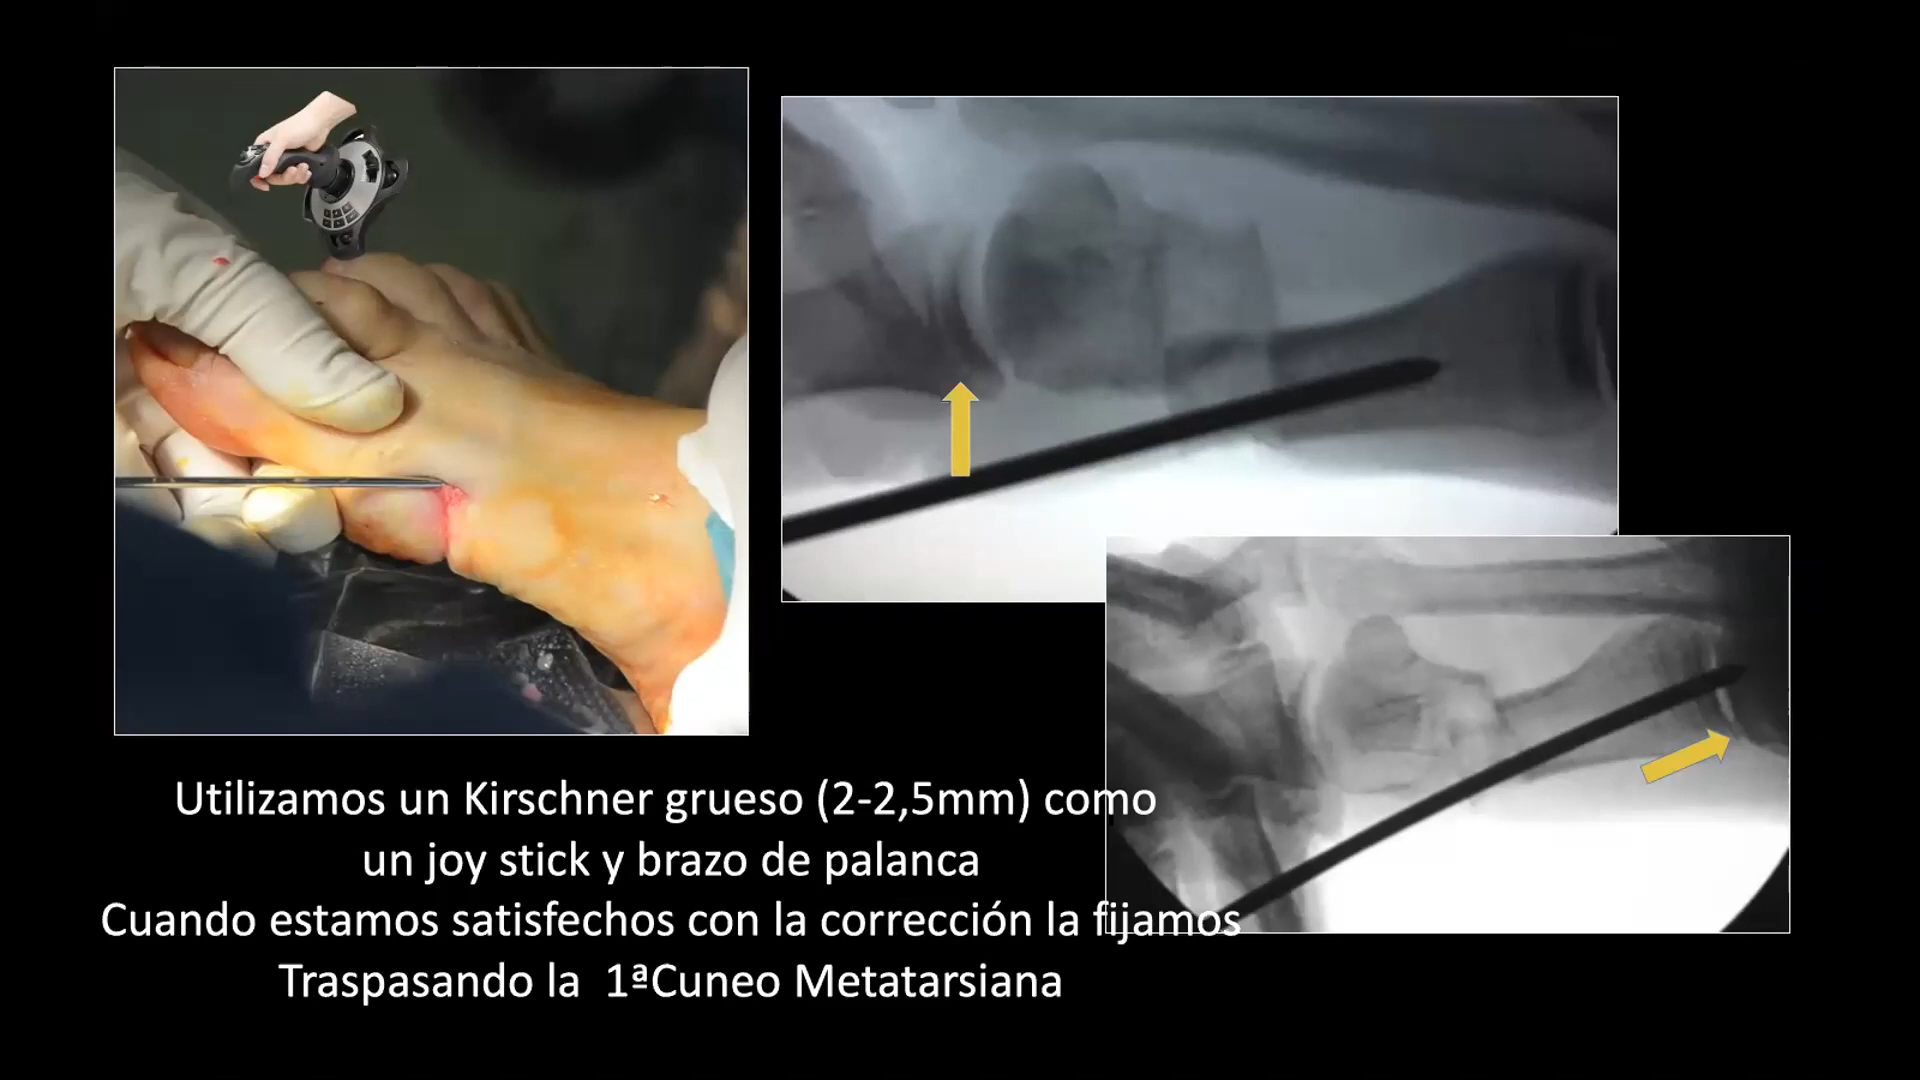 Utilizamos un Kirschner grueso (2-2,5mm) como
un joy stick y brazo de palanca
Cuando estamos satisfechos con la corrección la fijamos
Traspasando la 1ªCuneo Metatarsiana